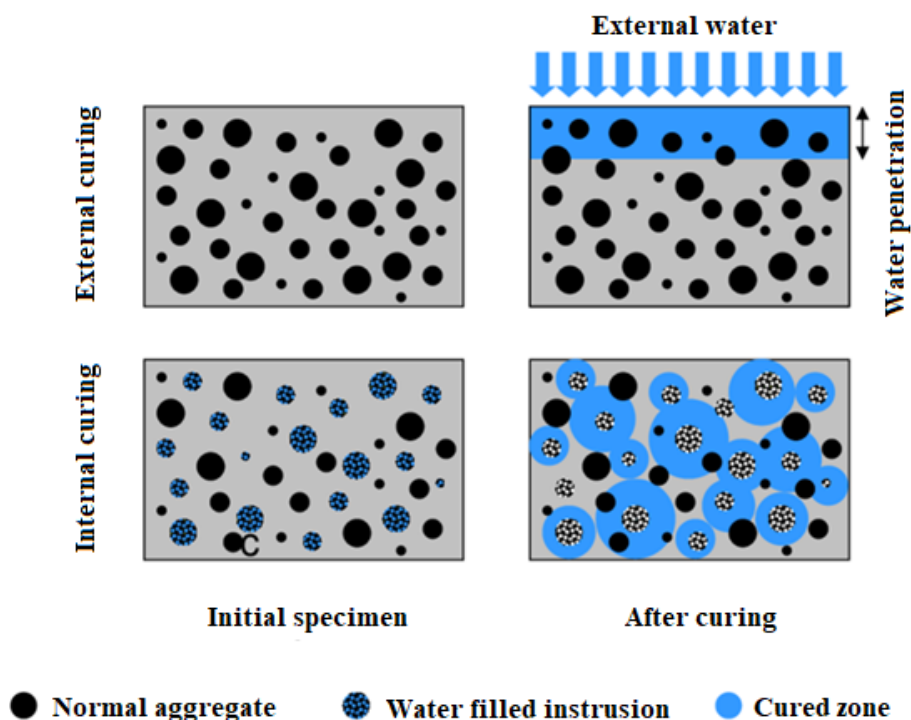 External water
External curing
Water penetration
Internal curing
C
Initial specimen
After curing
Normal aggregate
Water filled instrusion
Cured zone